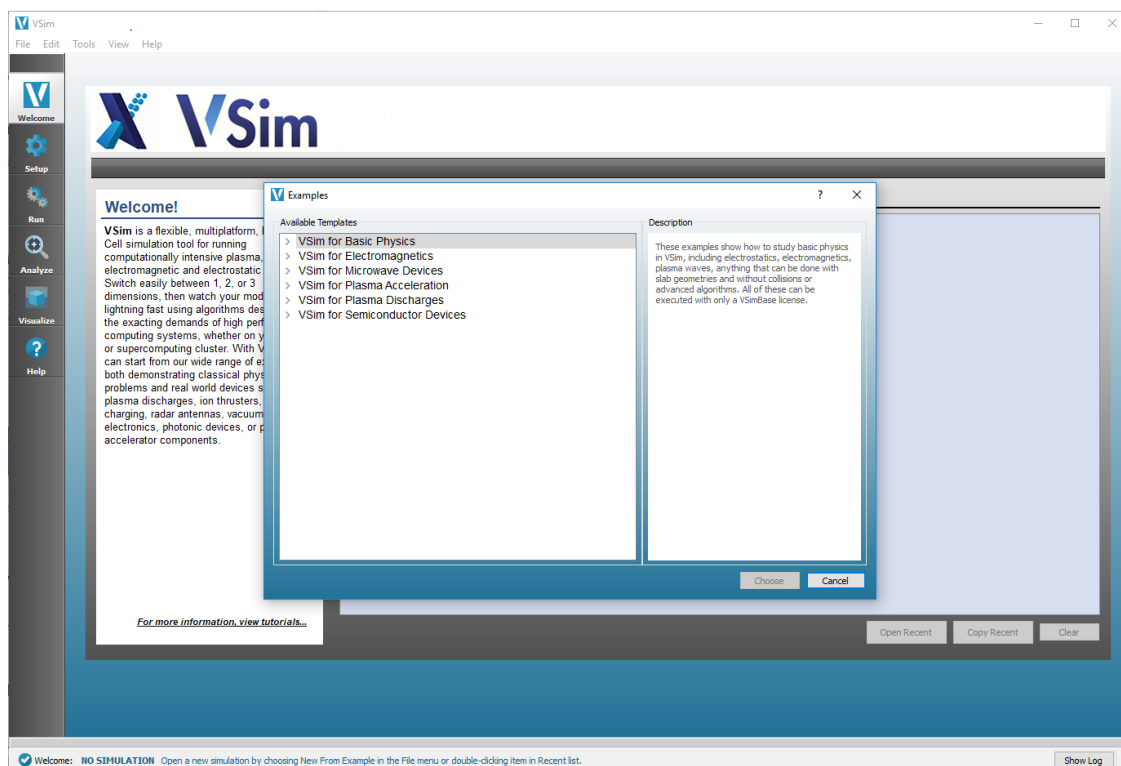 VSim
File Edit Tools View Help
Welcome
Setup
Run
Analyze
Visualize
Help
VSim
Welcome!
VSim is a flexible, multiplatform,
Cell simulation tool for running
computationally intensive plasma,
electromagnetic and electrostatic
Switch easily between 1, 2, or 3
dimensions, then watch your mod
lightning fast using algorithms des
the exacting demands of high perf
computing systems, whether on y
or supercomputing cluster. With V
can start from our wide range of e
both demonstrating classical phys
problems and real world devices s
plasma discharges, ion thrusters,
charging, radar antennas, vacuum
electronics, photonic devices, or p
accelerator components.
For more information, view tutorials...
Examples
Available Templates
VSim for Basic Physics
VSim for Electromagnetics
VSim for Microwave Devices
VSim for Plasma Acceleration
VSim for Plasma Discharges
VSim for Semiconductor Devices
Description
These examples show how to study basic physics
in VSim, including electrostatics, electromagnetics,
plasma waves, anything that can be done with
slab geometries and without collisions or
advanced algorithms. All of these can be
executed with only a VSimBase license.
Choose Cancel
Open Recent Copy Recent Clear
Welcome: NO SIMULATION Open a new simulation by choosing New From Example in the File menu or double-clicking item in Recent list.
Show Log